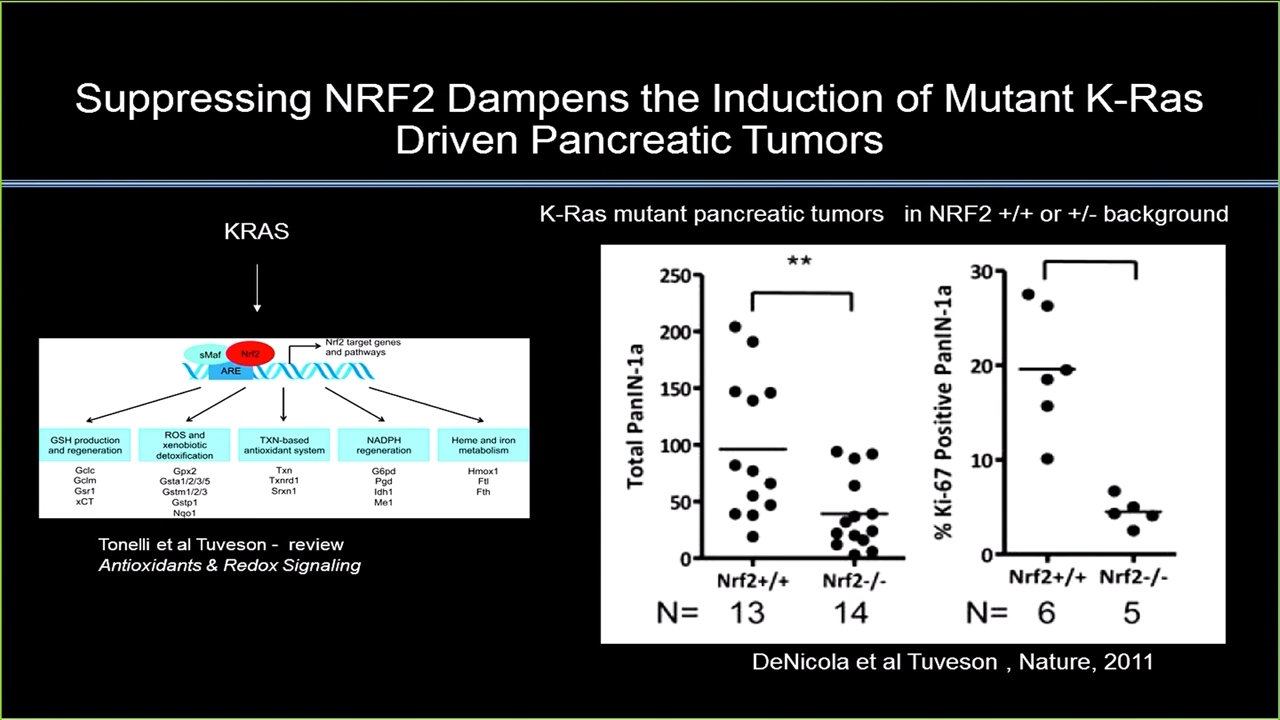 Suppressing NRF2 Dampens the Induction of Mutant K-Ras
Driven Pancreatic Tumors
KRAS
sMaf
Nrf2
ARE
Nrf2 target genes
and pathways
GSH production
and regeneration
Gclc
Gclm
Gsr1
xCT
ROS and
xenobiotic
detoxification
Gpx2
Gsta1/2/3/5
Gstm1/2/3
Gstp1
Nqo1
TXN-based
antioxidant system
Txn
Txnrd1
Srxn1
NADPH
regeneration
G6pd
Pgd
Idh1
Me1
Heme and iron
metabolism
Hmox1
Ftl
Fth
Tonelli et al Tuveson - review
Antioxidants & Redox Signaling
K-Ras mutant pancreatic tumors in NRF2 +/+ or +/- background
Total PanIN-1a
250
200
150
100
50
0
**
Nrf2+/+ Nrf2-/-
N= 13 14
% Ki-67 Positive PanIN-1a
30
20
10
0
Nrf2+/+ Nrf2-/-
N= 6 5
DeNicola et al Tuveson , Nature, 2011